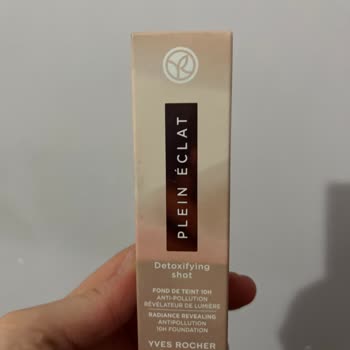 PLEIN ÉCLAT
Detoxifying
shot
FOND DE TEINT 10H
ANTI-POLLUTION
RÉVÉLATEUR DE LUMIÈRE
RADIANCE REVEALING
ANTIPOLLUTION
10H FOUNDATION
YVES ROCHER